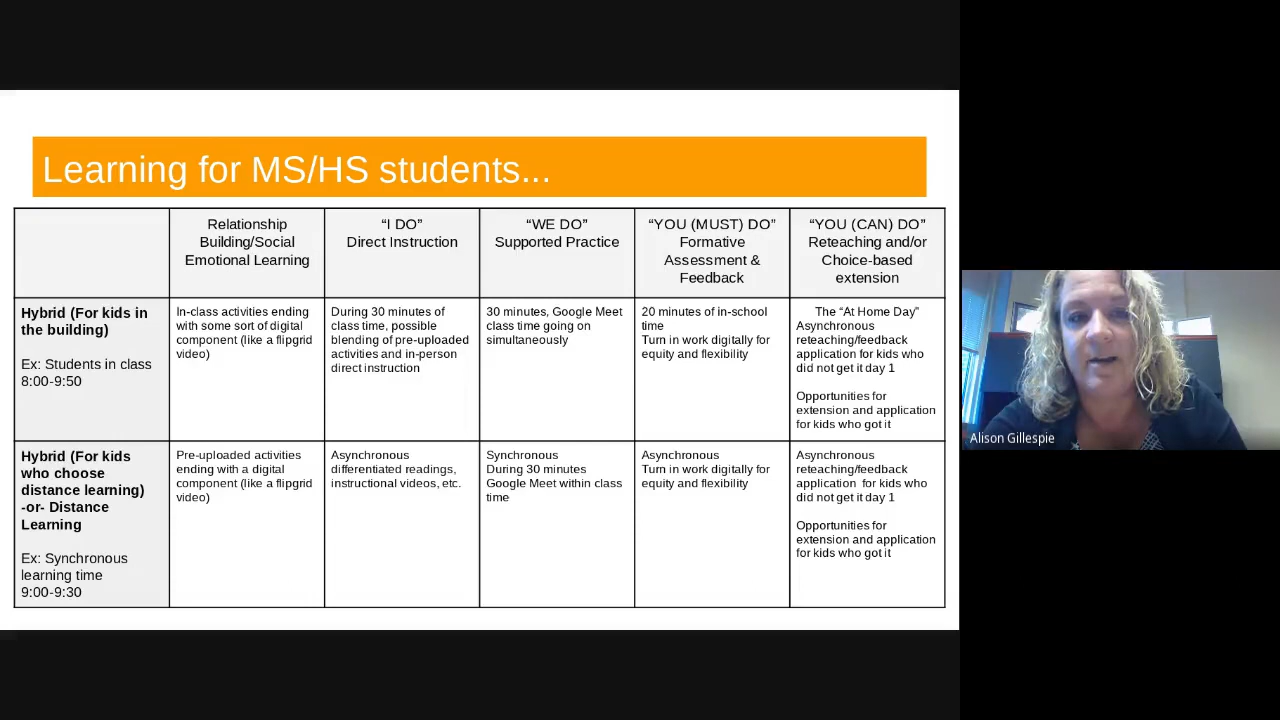 Learning for MS/HS students...
Relationship
Building/Social
Emotional Learning
“I DO”
Direct Instruction
“WE DO”
Supported Practice
“YOU (MUST) DO”
Formative
Assessment &
Feedback
“YOU (CAN) DO”
Reteaching and/or
Choice-based
extension
Hybrid (For kids in
the building)
Ex: Students in class
8:00-9:50
In-class activities ending
with some sort of digital
component (like a flipgrid
video)
During 30 minutes of
class time, possible
blending of pre-uploaded
activities and in-person
direct instruction
30 minutes, Google Meet
class time going on
simultaneously
20 minutes of in-school
time
Turn in work digitally for
equity and flexibility
The “At Home Day”
Asynchronous
reteaching/feedback
application for kids who
did not get it day 1
Opportunities for
extension and application
for kids who got it
Hybrid (For kids
who choose
distance learning)
-or- Distance
Learning
Ex: Synchronous
learning time
9:00-9:30
Pre-uploaded activities
ending with a digital
component (like a flipgrid
video)
Asynchronous
differentiated readings,
instructional videos, etc.
Synchronous
During 30 minutes
Google Meet within class
time
Asynchronous
Turn in work digitally for
equity and flexibility
Asynchronous
reteaching/feedback
application for kids who
did not get it day 1
Opportunities for
extension and application
for kids who got it
Alison Gillespie